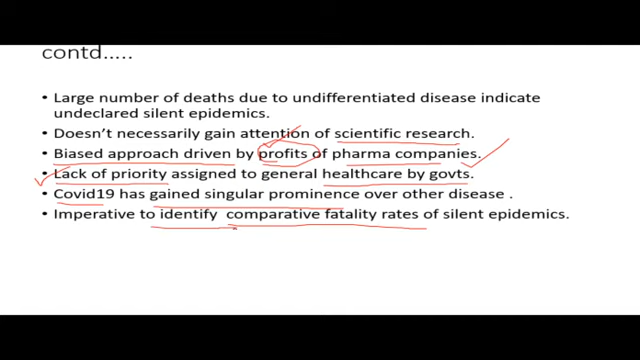 contd.....
• Large number of deaths due to undifferentiated disease indicate
undeclared silent epidemics.
• Doesn't necessarily gain attention of scientific research.
• Biased approach driven by profits of pharma companies.
• Lack of priority assigned to general healthcare by govts.
• Covid19 has gained singular prominence over other disease .
• Imperative to identify comparative fatality rates of silent epidemics.